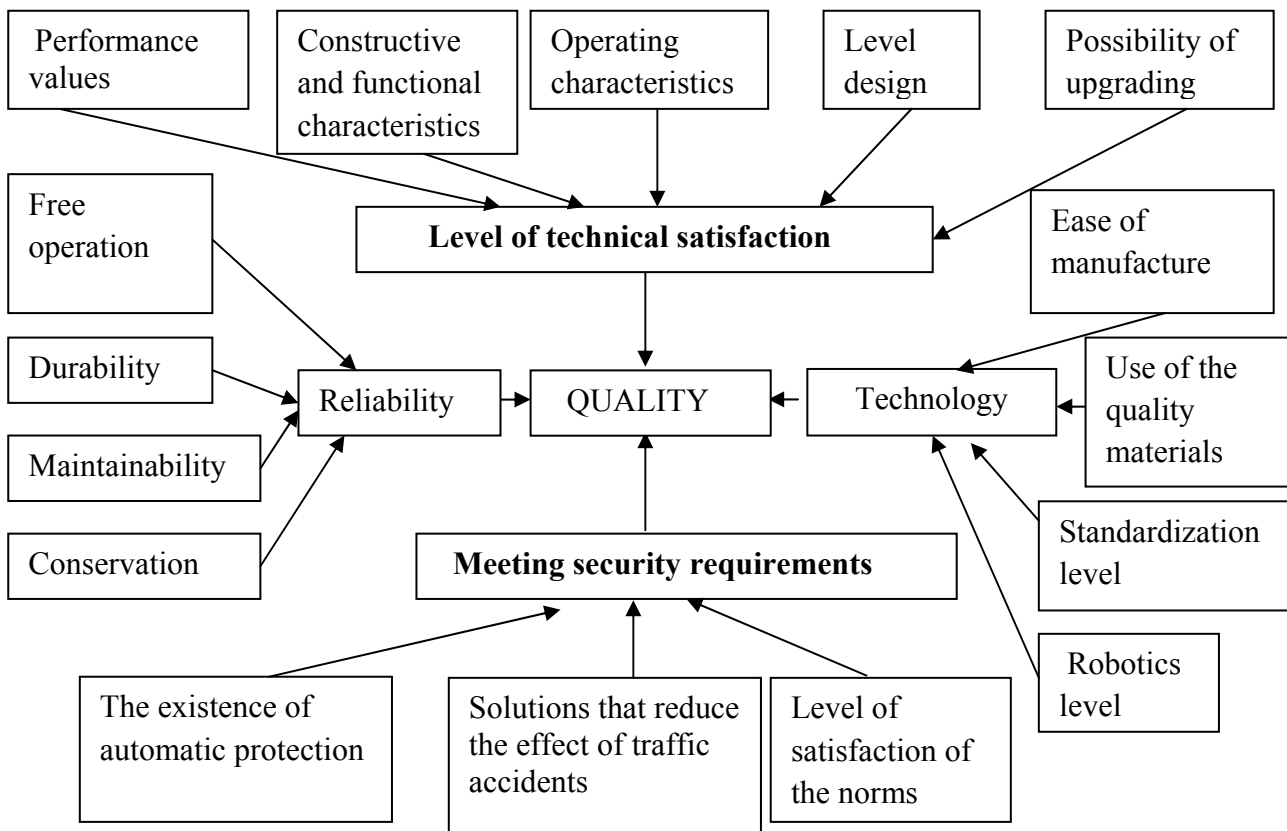 Performance
values
Constructive
and functional
characteristics
Operating
characteristics
Level
design
Possibility of
upgrading
Free
operation
Level of technical satisfaction
Ease of
manufacture
Durability
Reliability
QUALITY
Technology
Use of the
quality
materials
Maintainability
Conservation
Meeting security requirements
Standardization
level
Robotics
level
The existence of
automatic protection
Solutions that reduce
the effect of traffic
accidents
Level of
satisfaction of
the norms